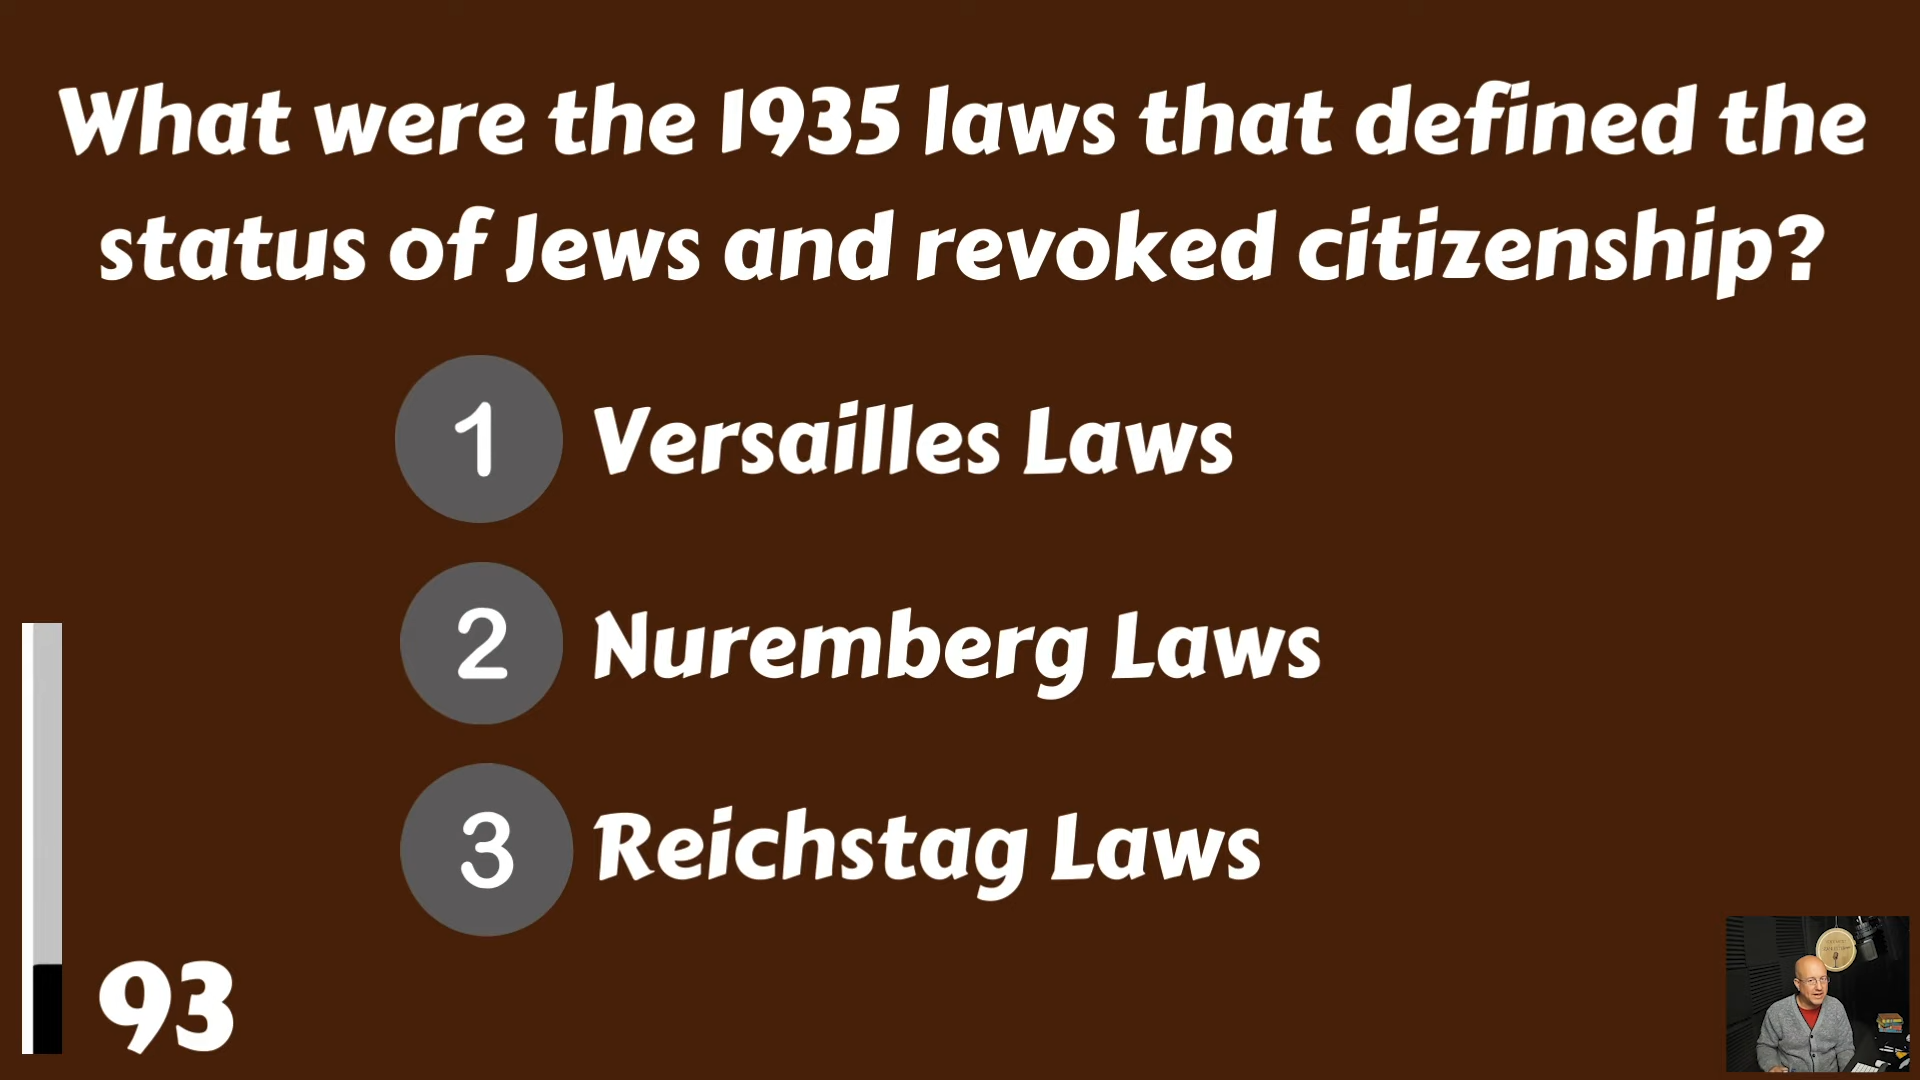 What were the 1935 laws that defined the
status of Jews and revoked citizenship?
1 Versailles Laws
2 Nuremberg Laws
3 Reichstag Laws
93